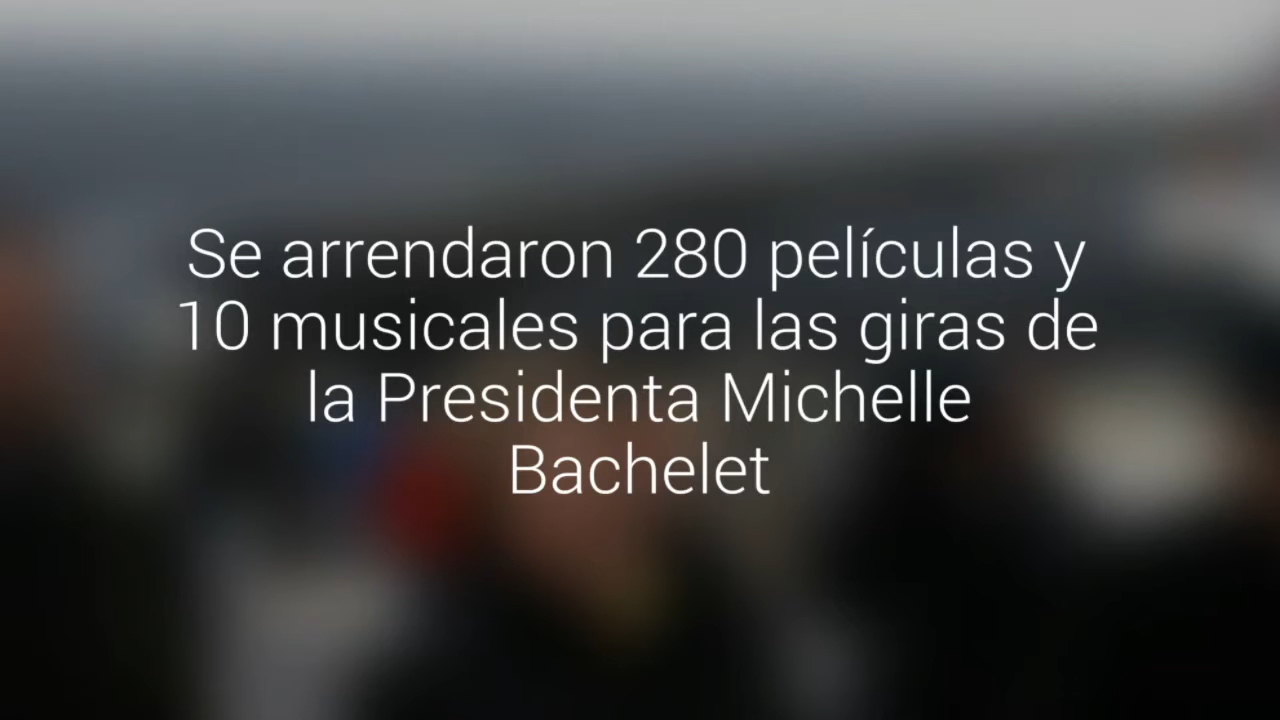 Se arrendaron 280 películas y
10 musicales para las giras de
la Presidenta Michelle
Bachelet